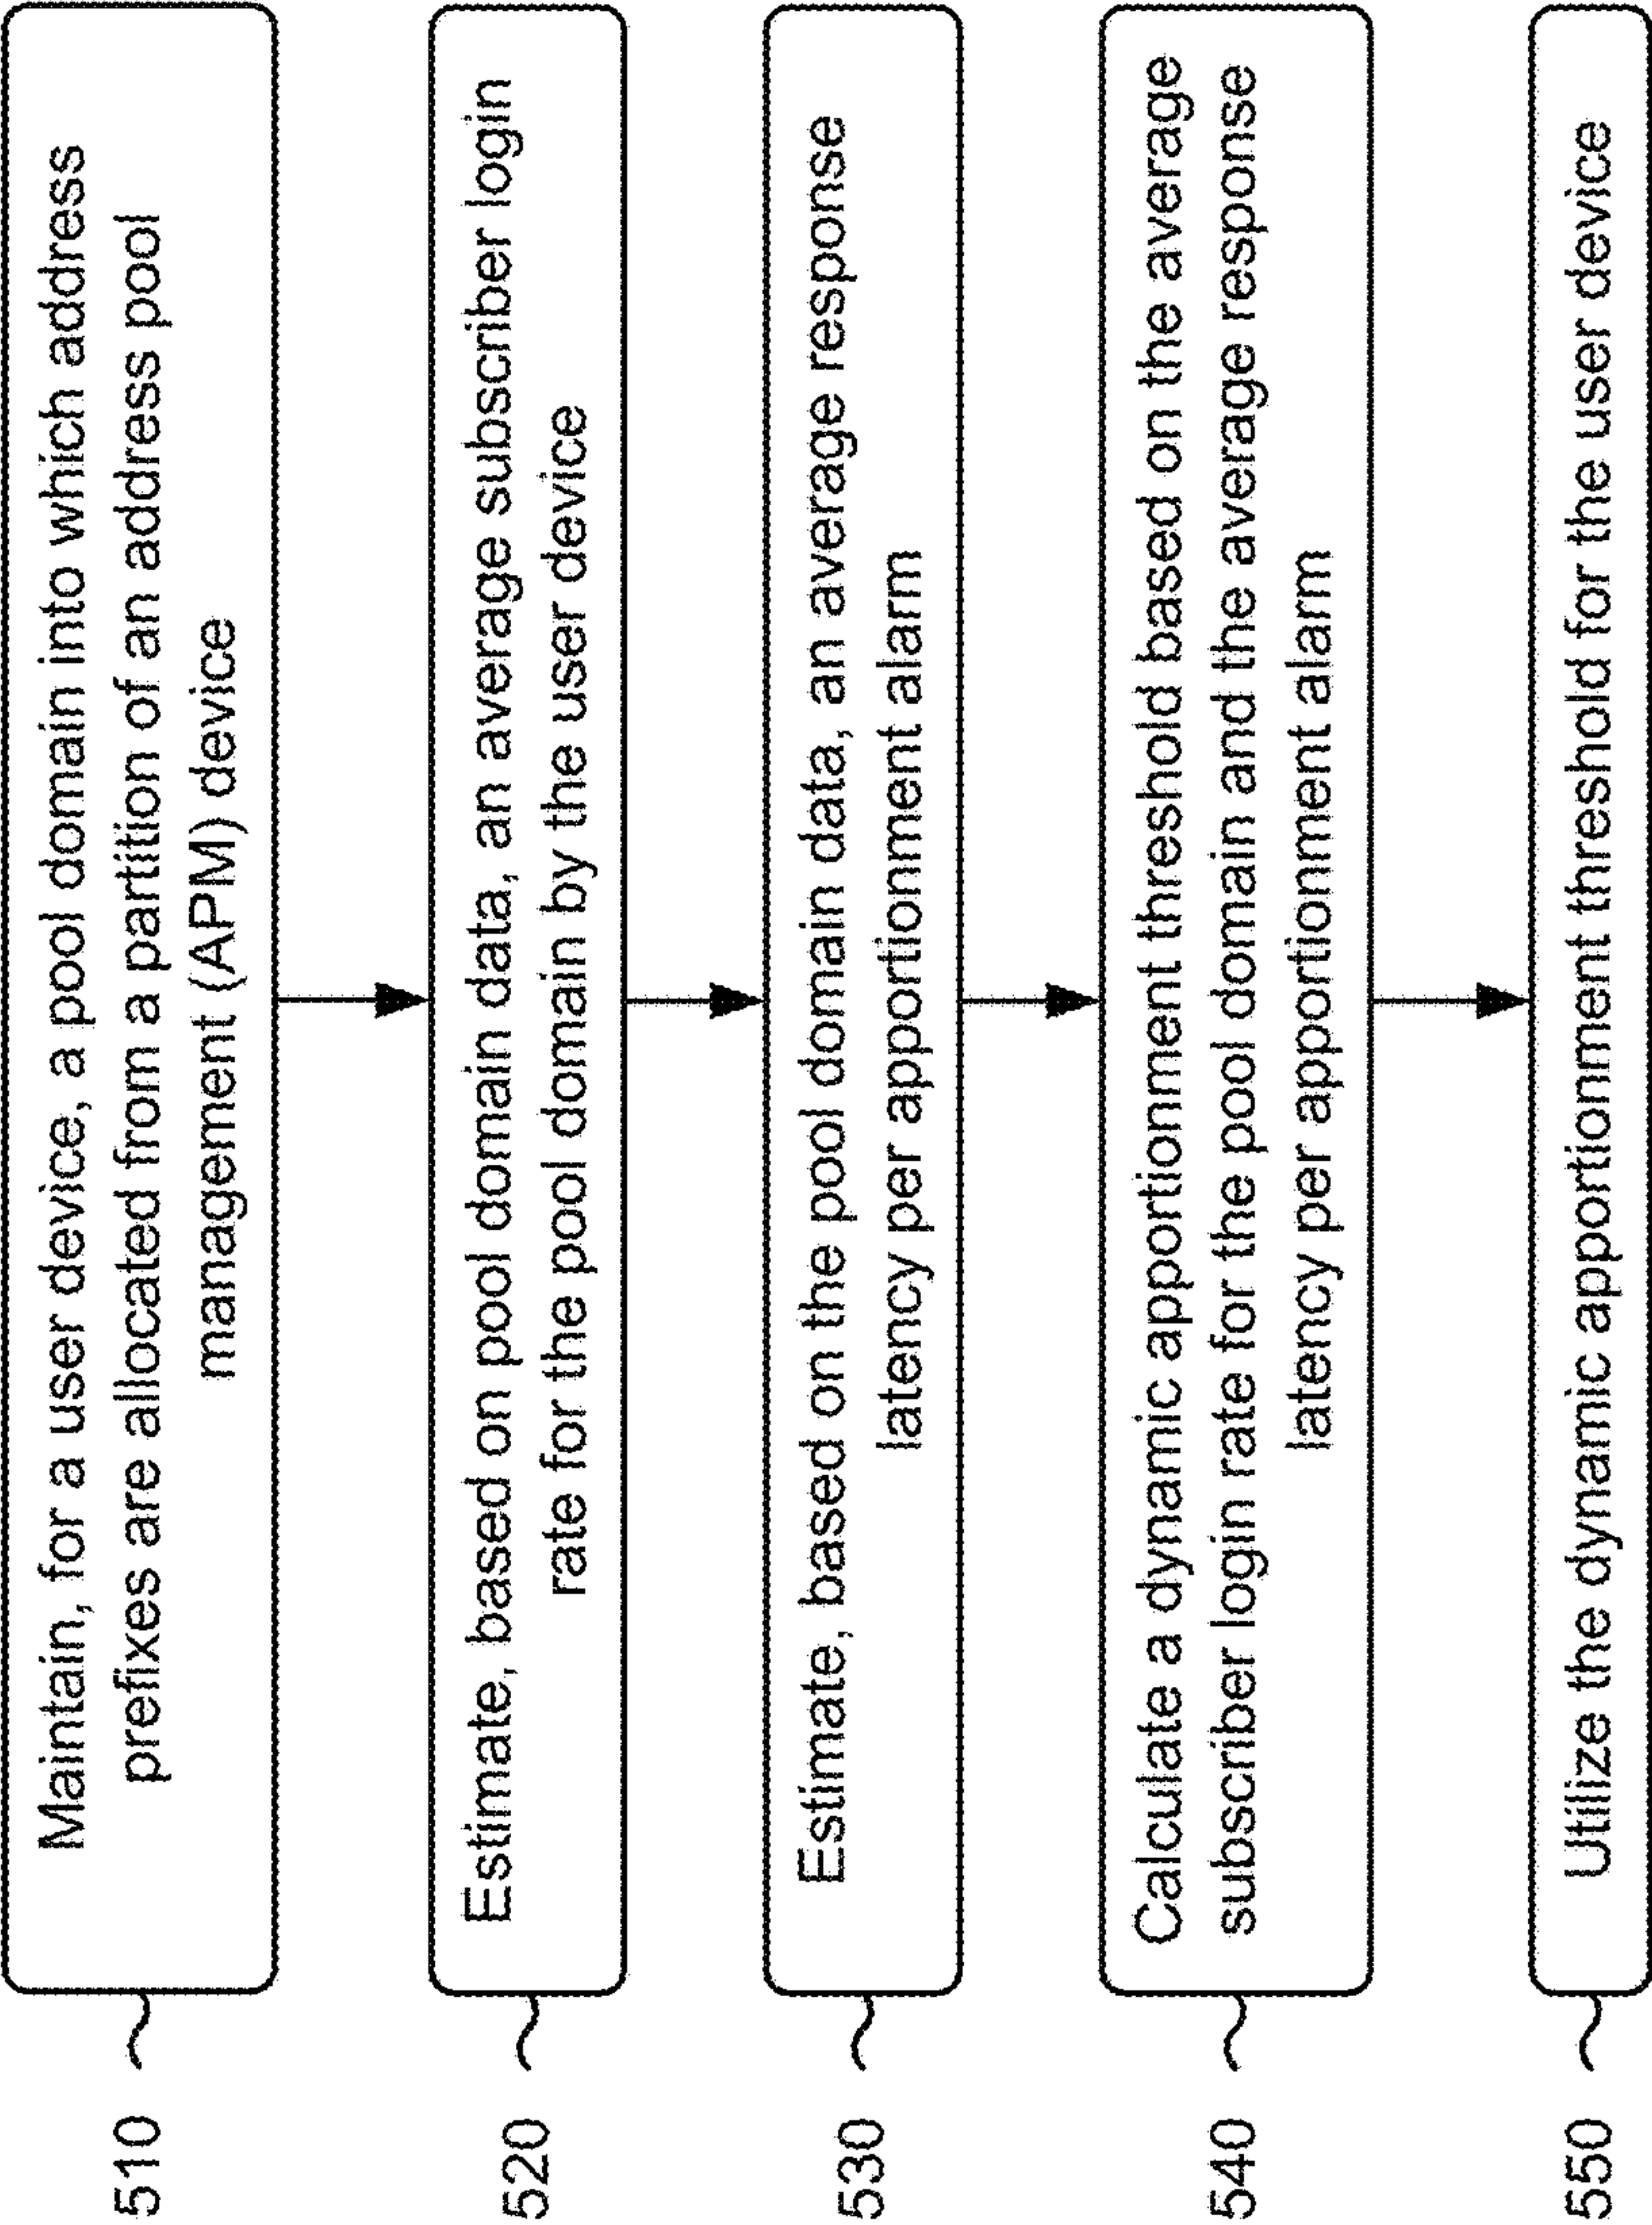 510
Maintain, for a user device, a pool domain into which address
prefixes are allocated from a partition of an address pool
management (APM) device
520
Estimate, based on pool domain data, an average subscriber login
rate for the pool domain by the user device
530
Estimate, based on the pool domain data, an average response
latency per apportionment alarm
540
Calculate a dynamic apportionment threshold based on the average
subscriber login rate for the pool domain and the average response
latency per apportionment alarm
550
Utilize the dynamic apportionment threshold for the user device